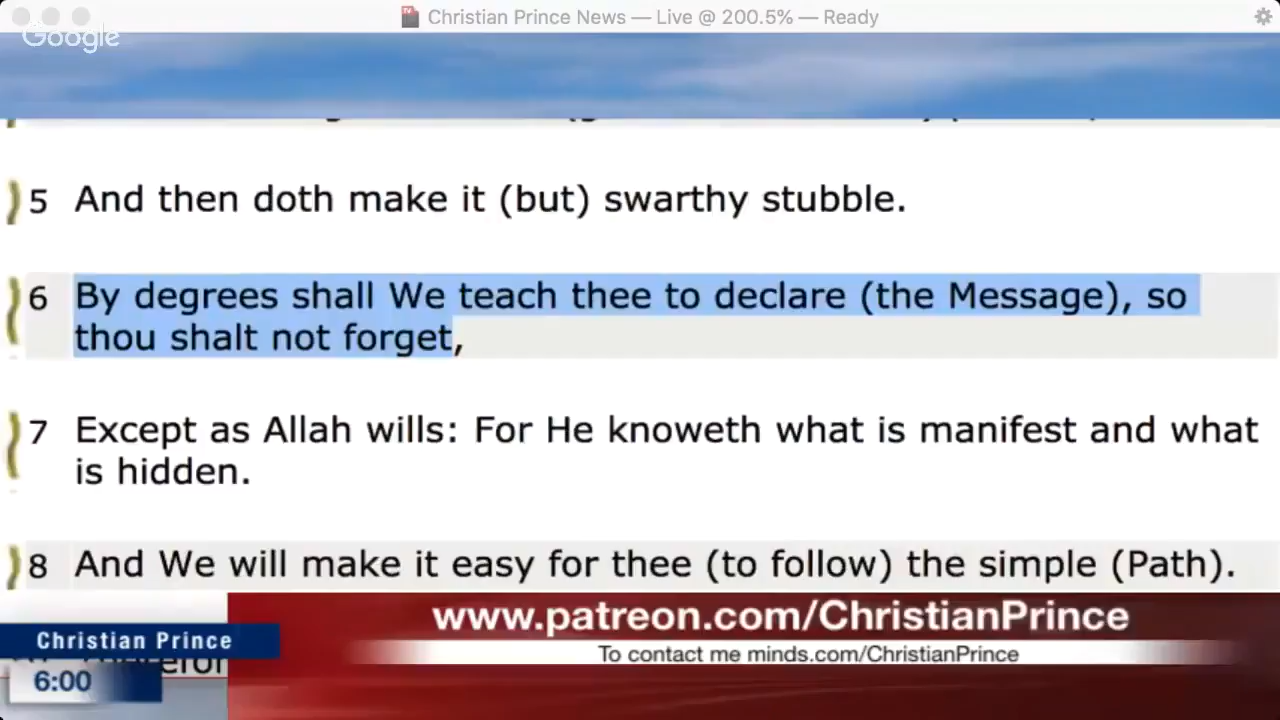 Christian Prince News — Live @ 200.5% — Ready
Google
5 And then doth make it (but) swarthy stubble.
6 By degrees shall We teach thee to declare (the Message), so
thou shalt not forget,
7 Except as Allah wills: For He knoweth what is manifest and what
is hidden.
8 And We will make it easy for thee (to follow) the simple (Path).
www.patreon.com/ChristianPrince
Christian Prince
To contact me minds.com/ChristianPrince
6:00